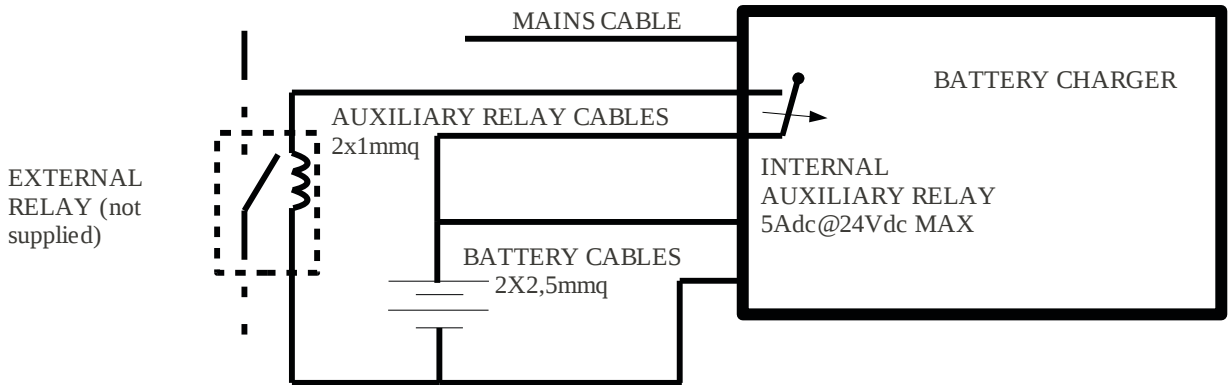 MAINS CABLE
BATTERY CHARGER
AUXILIARY RELAY CABLES
2x1mmq
EXTERNAL
RELAY (not
supplied)
INTERNAL
AUXILIARY RELAY
5Adc@24Vdc MAX
BATTERY CABLES
2X2,5mmq